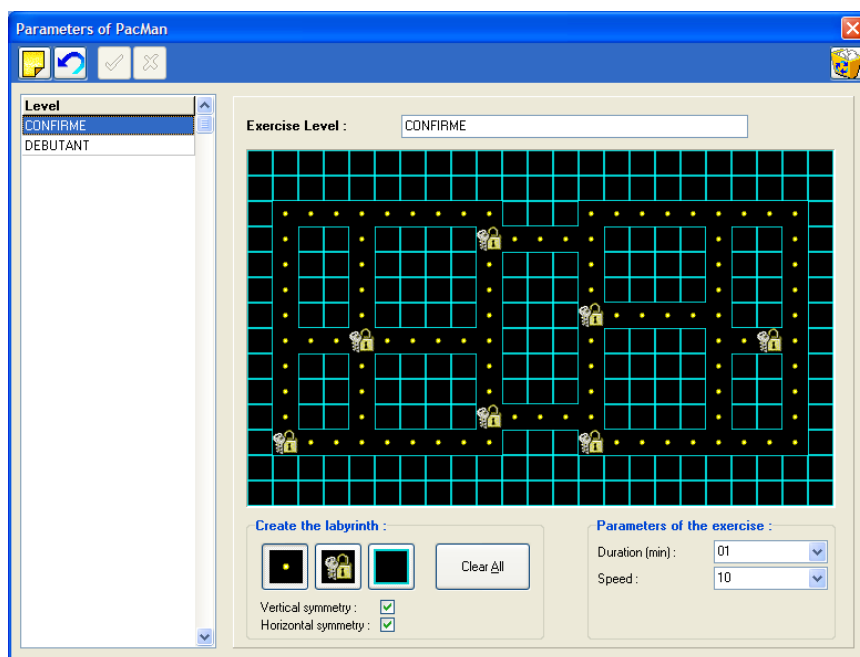 Parameters of PacMan
Level
CONFIRME
DEBUTANT
Exercise Level : CONFIRME
Create the labyrinth :
Clear All
Vertical symmetry :
Horizontal symmetry :
Parameters of the exercise :
Duration (min) : 01
Speed : 10